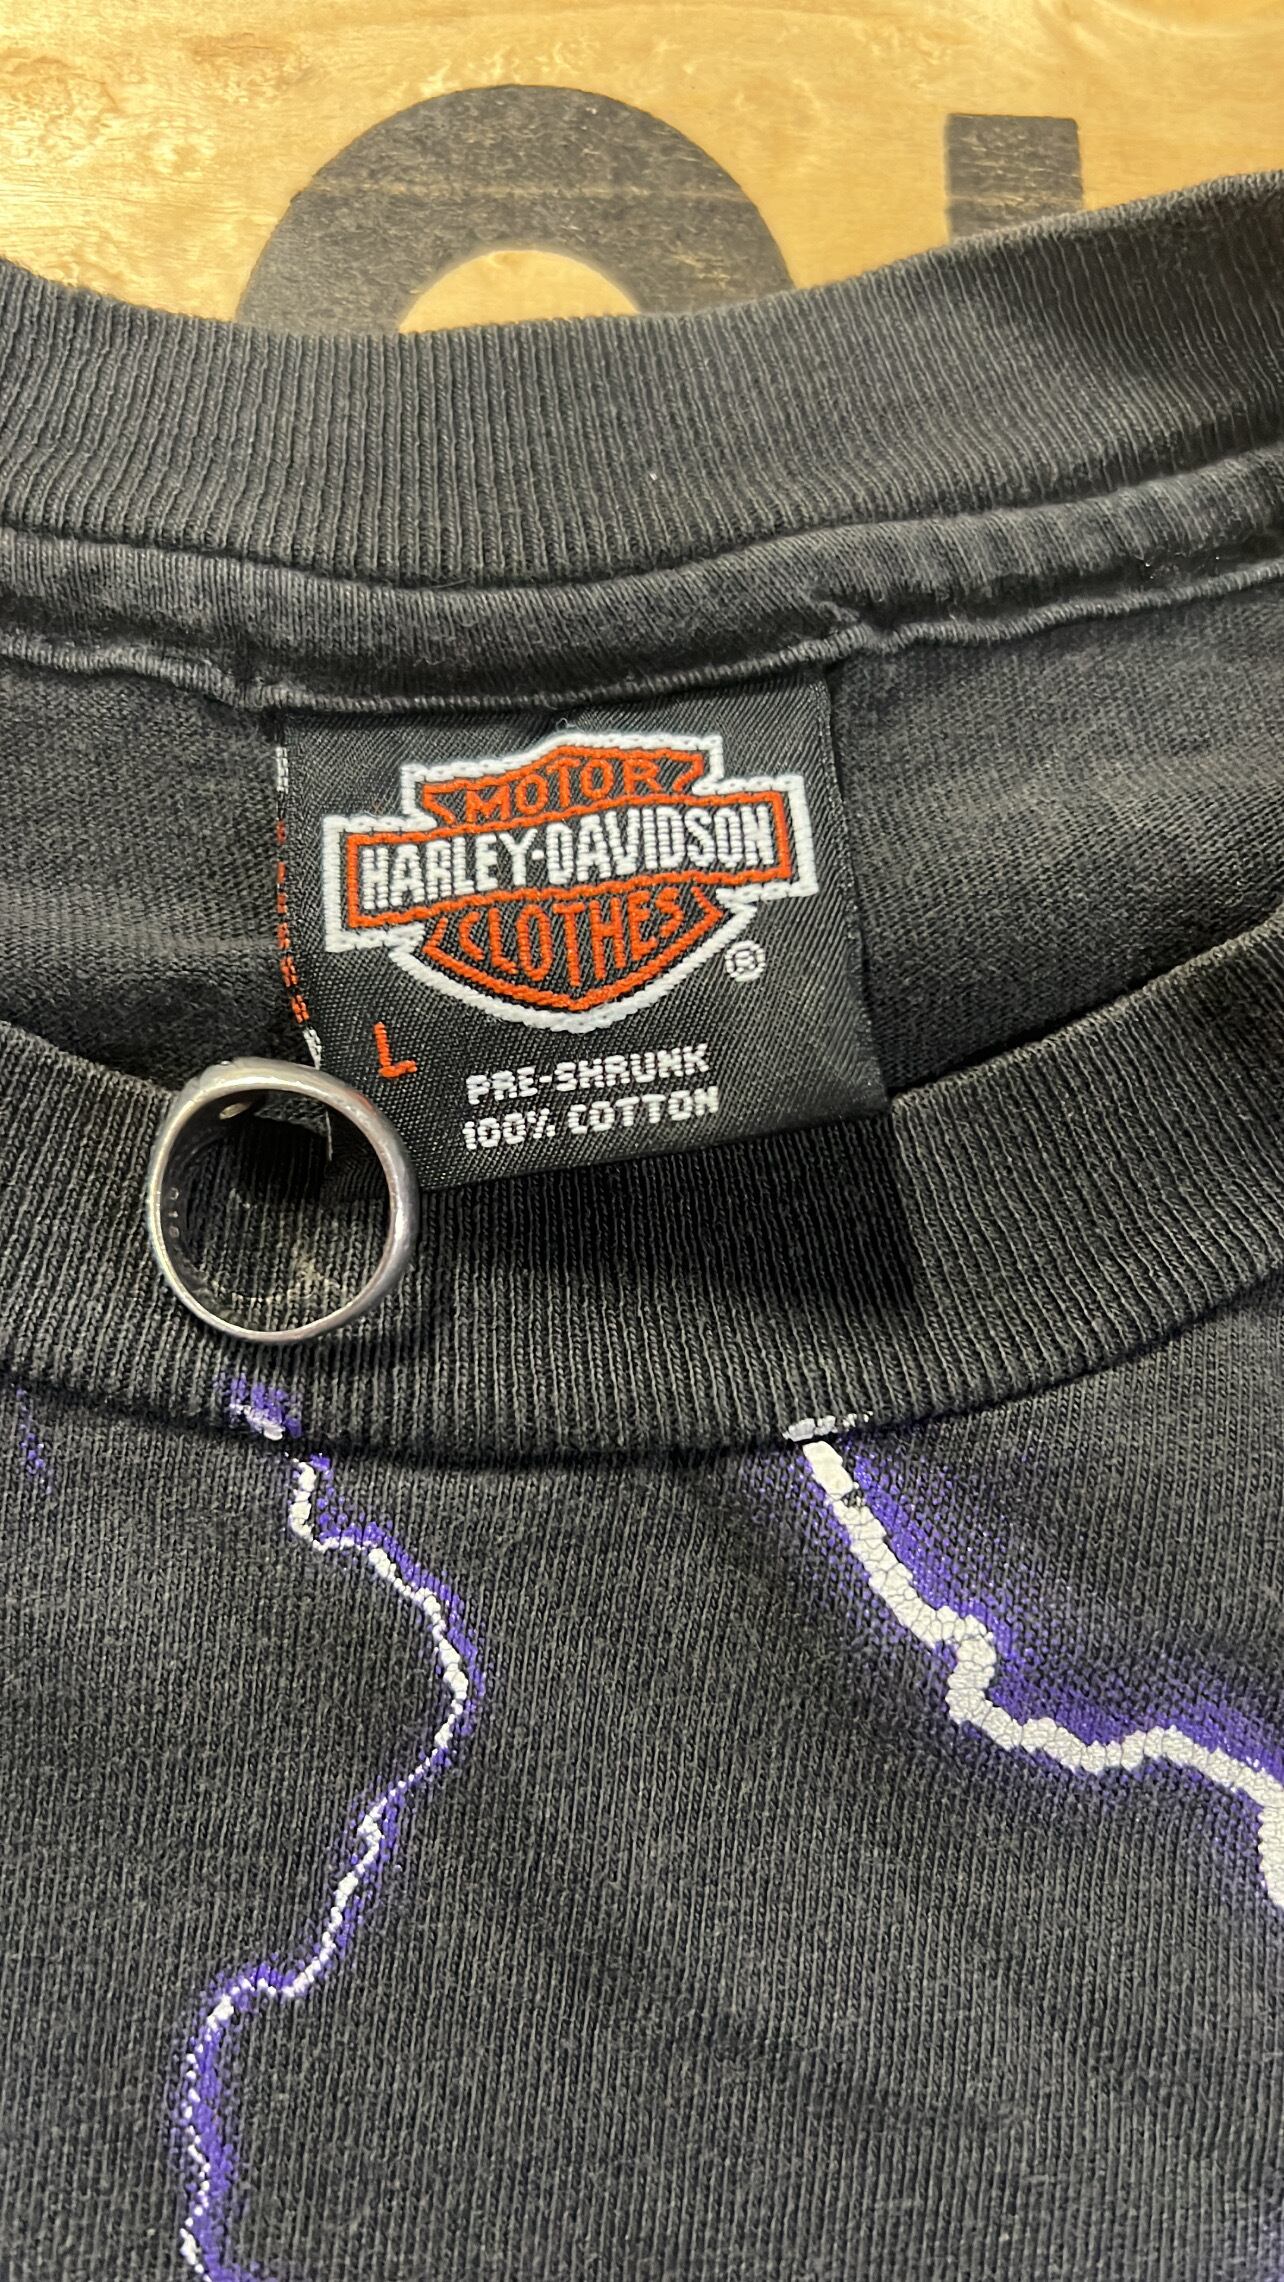 MOTOR
HARLEY-DAVIDSON
CLOTHES
®
L
PRE-SHRUNK
100% COTTON